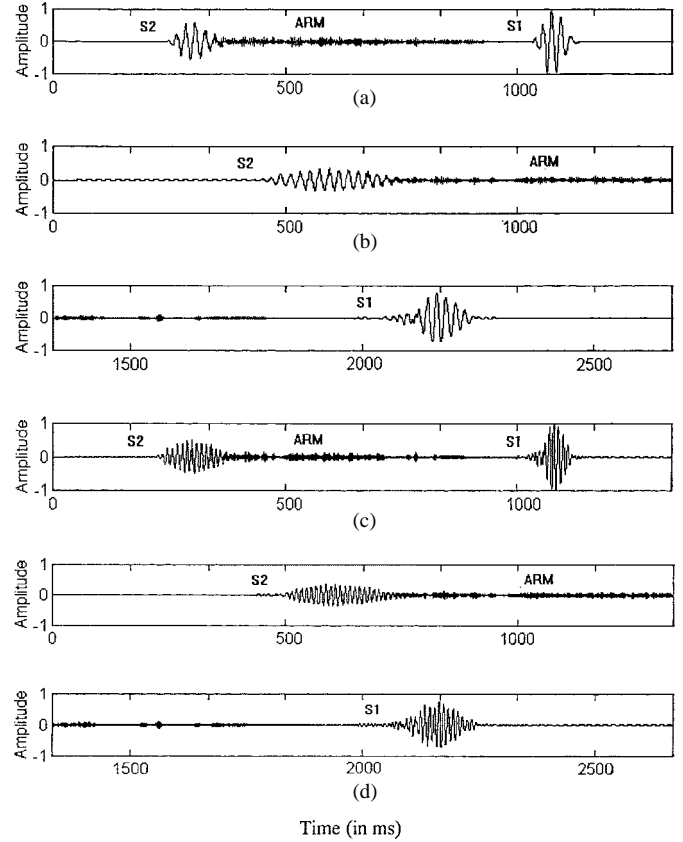 S2 ARM S1
Amplitude
1
0
-1
0 500 1000
(a)
S2 ARM
Amplitude
1
0
-1
0 500 1000
(b)
S1
Amplitude
1
0
-1
1500 2000 2500
S2 ARM S1
Amplitude
1
0
-1
0 500 1000
(c)
S2 ARM
Amplitude
1
0
-1
0 500 1000
S1
Amplitude
1
0
-1
1500 2000 2500
(d)
Time (in ms)